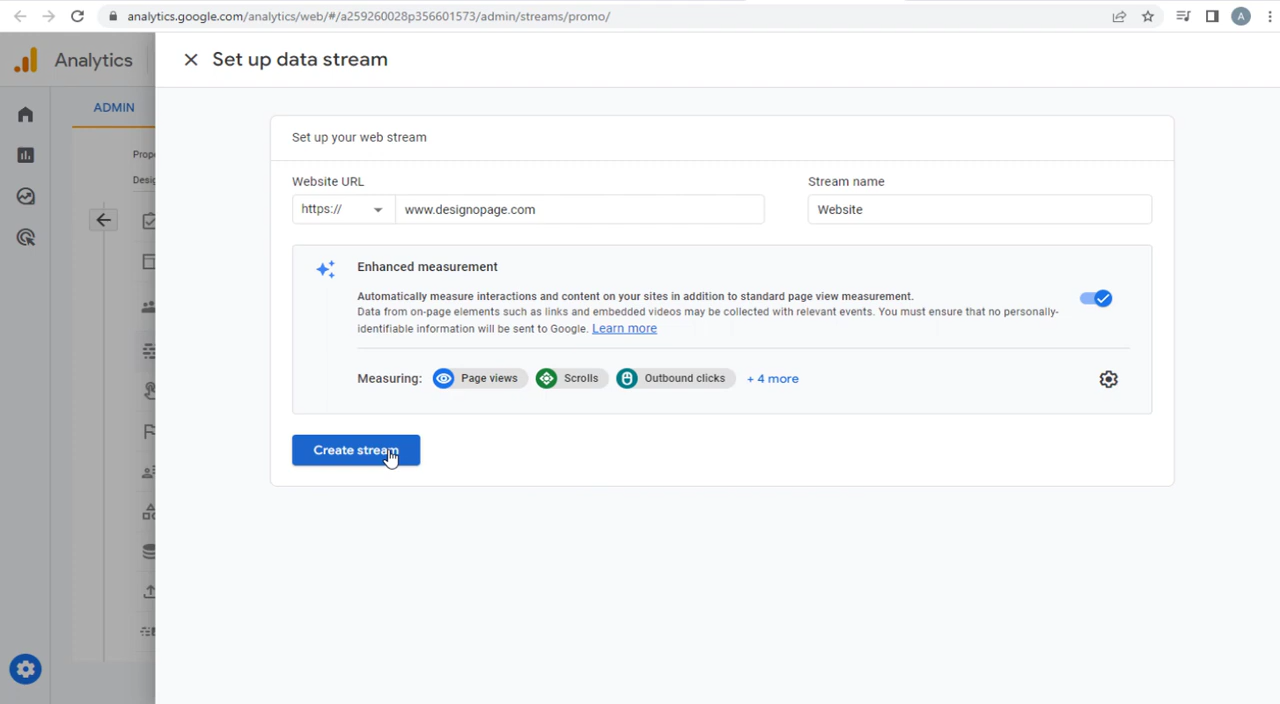 analytics.google.com/analytics/web/#/a259260028p356601573/admin/streams/promo/
A
Analytics
Set up data stream
ADMIN
Prope
Desig
Set up your web stream
Website URL
Stream name
https://
www.designopage.com
Website
Enhanced measurement
Automatically measure interactions and content on your sites in addition to standard page view measurement.
Data from on-page elements such as links and embedded videos may be collected with relevant events. You must ensure that no personally-
identifiable information will be sent to Google. Learn more
Measuring: Page views Scrolls Outbound clicks + 4 more
Create stream